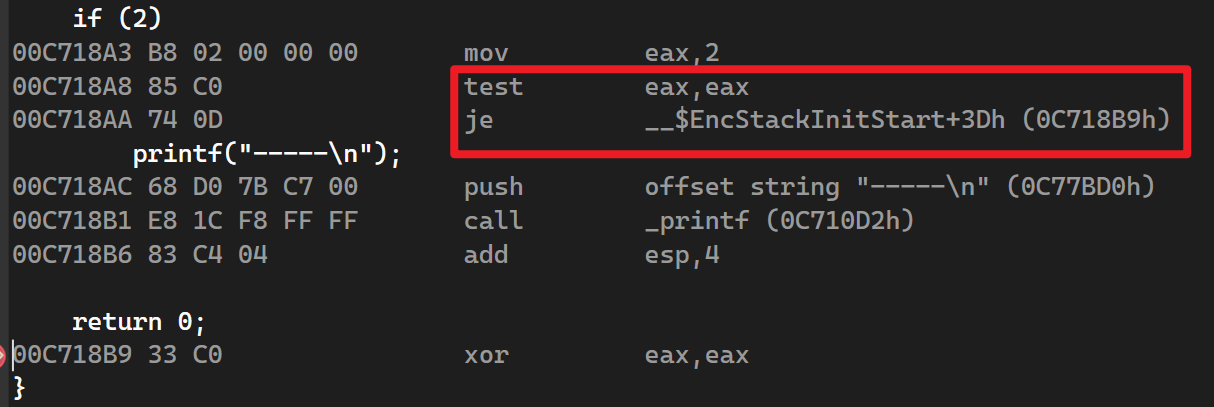 if (2)
00C718A3 B8 02 00 00 00 mov eax,2
00C718A8 85 C0 test eax,eax
00C718AA 74 0D je __$EncStackInitStart+3Dh (0C718B9h)
printf("-----\n");
00C718AC 68 D0 7B C7 00 push offset string "-----\n" (0C77BD0h)
00C718B1 E8 1C F8 FF FF call _printf (0C710D2h)
00C718B6 83 C4 04 add esp,4
return 0;
00C718B9 33 C0 xor eax,eax
}